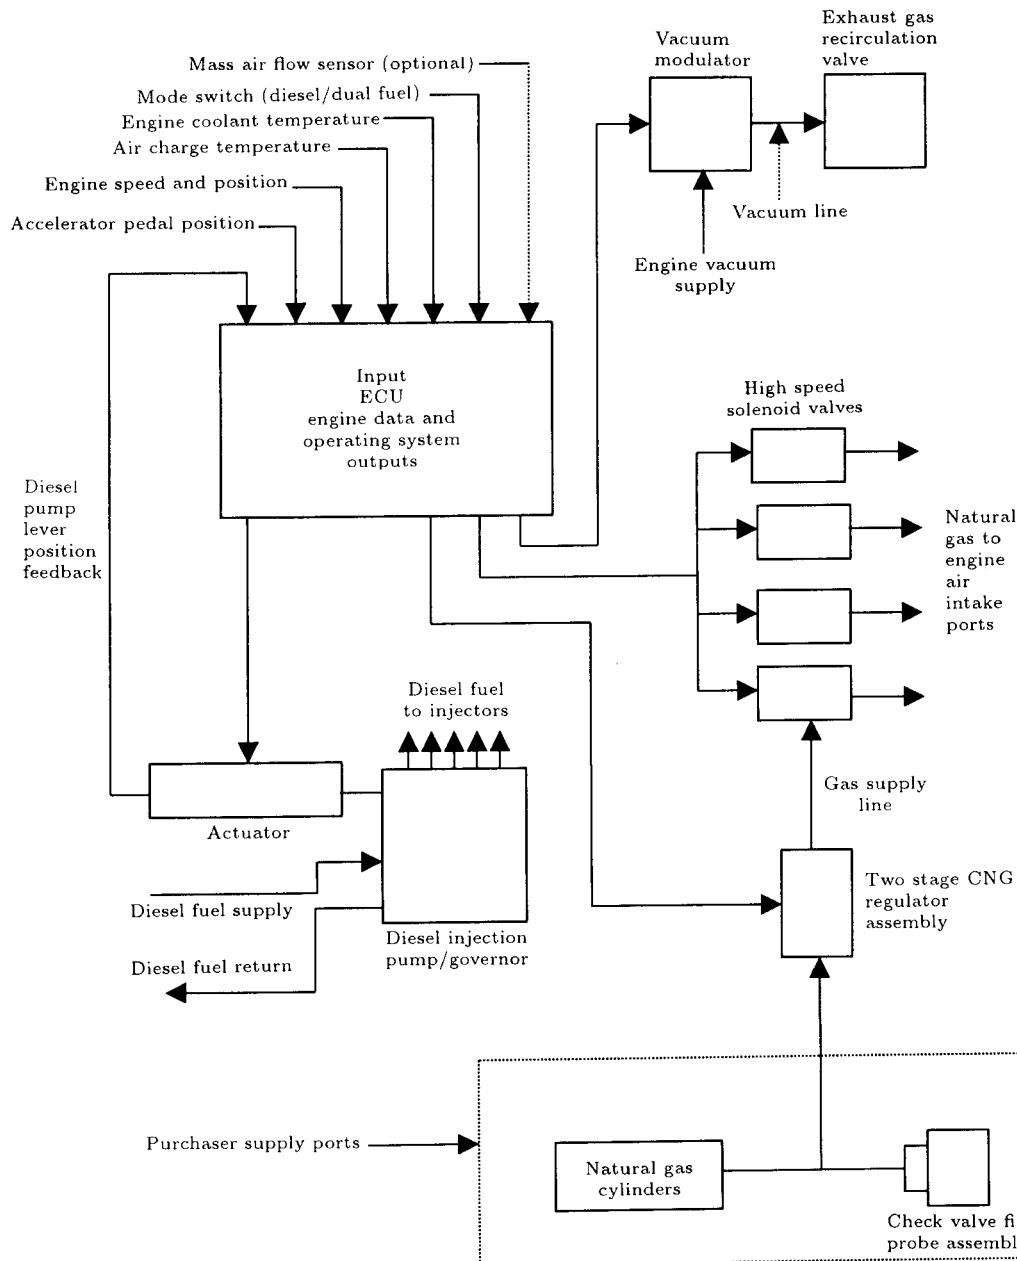 Exhaust gas
recirculation
valve
Vacuum
modulator
Mass air flow sensor (optional)
Mode switch (diesel/dual fuel)
Engine coolant temperature
Air charge temperature
Engine speed and position
Accelerator pedal position
Vacuum line
Engine vacuum
supply
Input
ECU
engine data and
operating system
outputs
High speed
solenoid valves
Diesel
pump
lever
position
feedback
Natural
gas to
engine
air
intake
ports
Diesel fuel
to injectors
Gas supply
line
Actuator
Two stage CNG
regulator
assembly
Diesel fuel supply
Diesel injection
pump/governor
Diesel fuel return
Purchaser supply ports
Natural gas
cylinders
Check valve fi
probe assembl